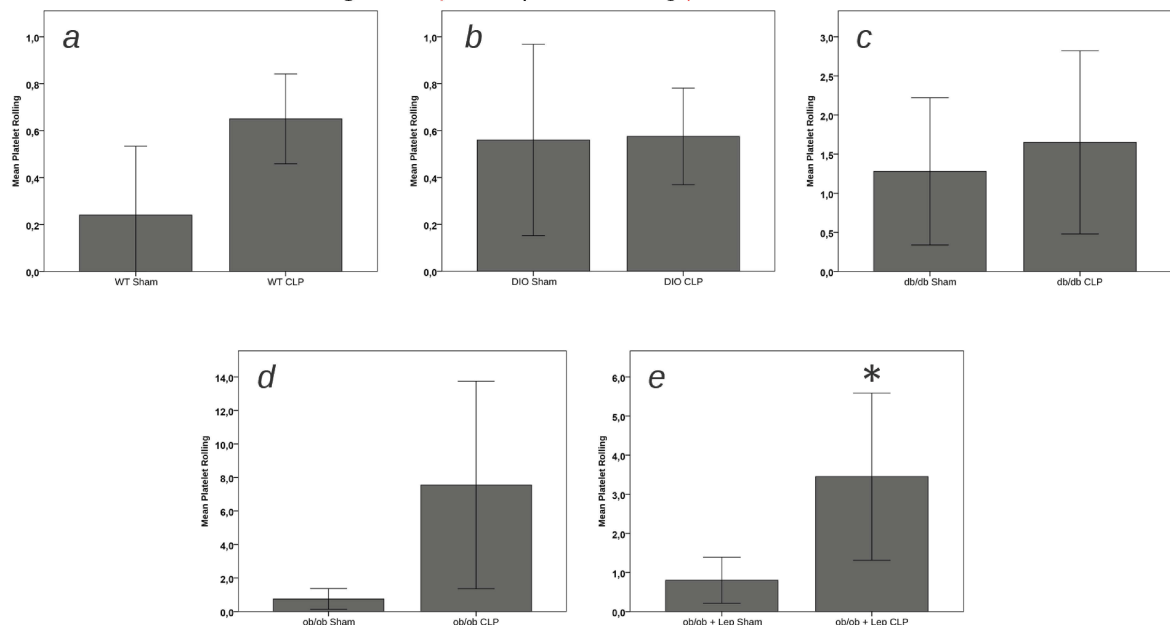 a
Mean Platelet Rolling
1,0
0,8
0,6
0,4
0,2
0,0
WT Sham
WT CLP
b
Mean Platelet Rolling
1,0
0,8
0,6
0,4
0,2
0,0
DIO Sham
DIO CLP
c
Mean Platelet Rolling
3,0
2,5
2,0
1,5
1,0
0,5
0,0
db/db Sham
db/db CLP
d
Mean Platelet Rolling
14,0
12,0
10,0
8,0
6,0
4,0
2,0
0,0
ob/ob Sham
ob/ob CLP
e
*
Mean Platelet Rolling
6,0
5,0
4,0
3,0
2,0
1,0
0,0
ob/ob + Lep Sham
ob/ob + Lep CLP